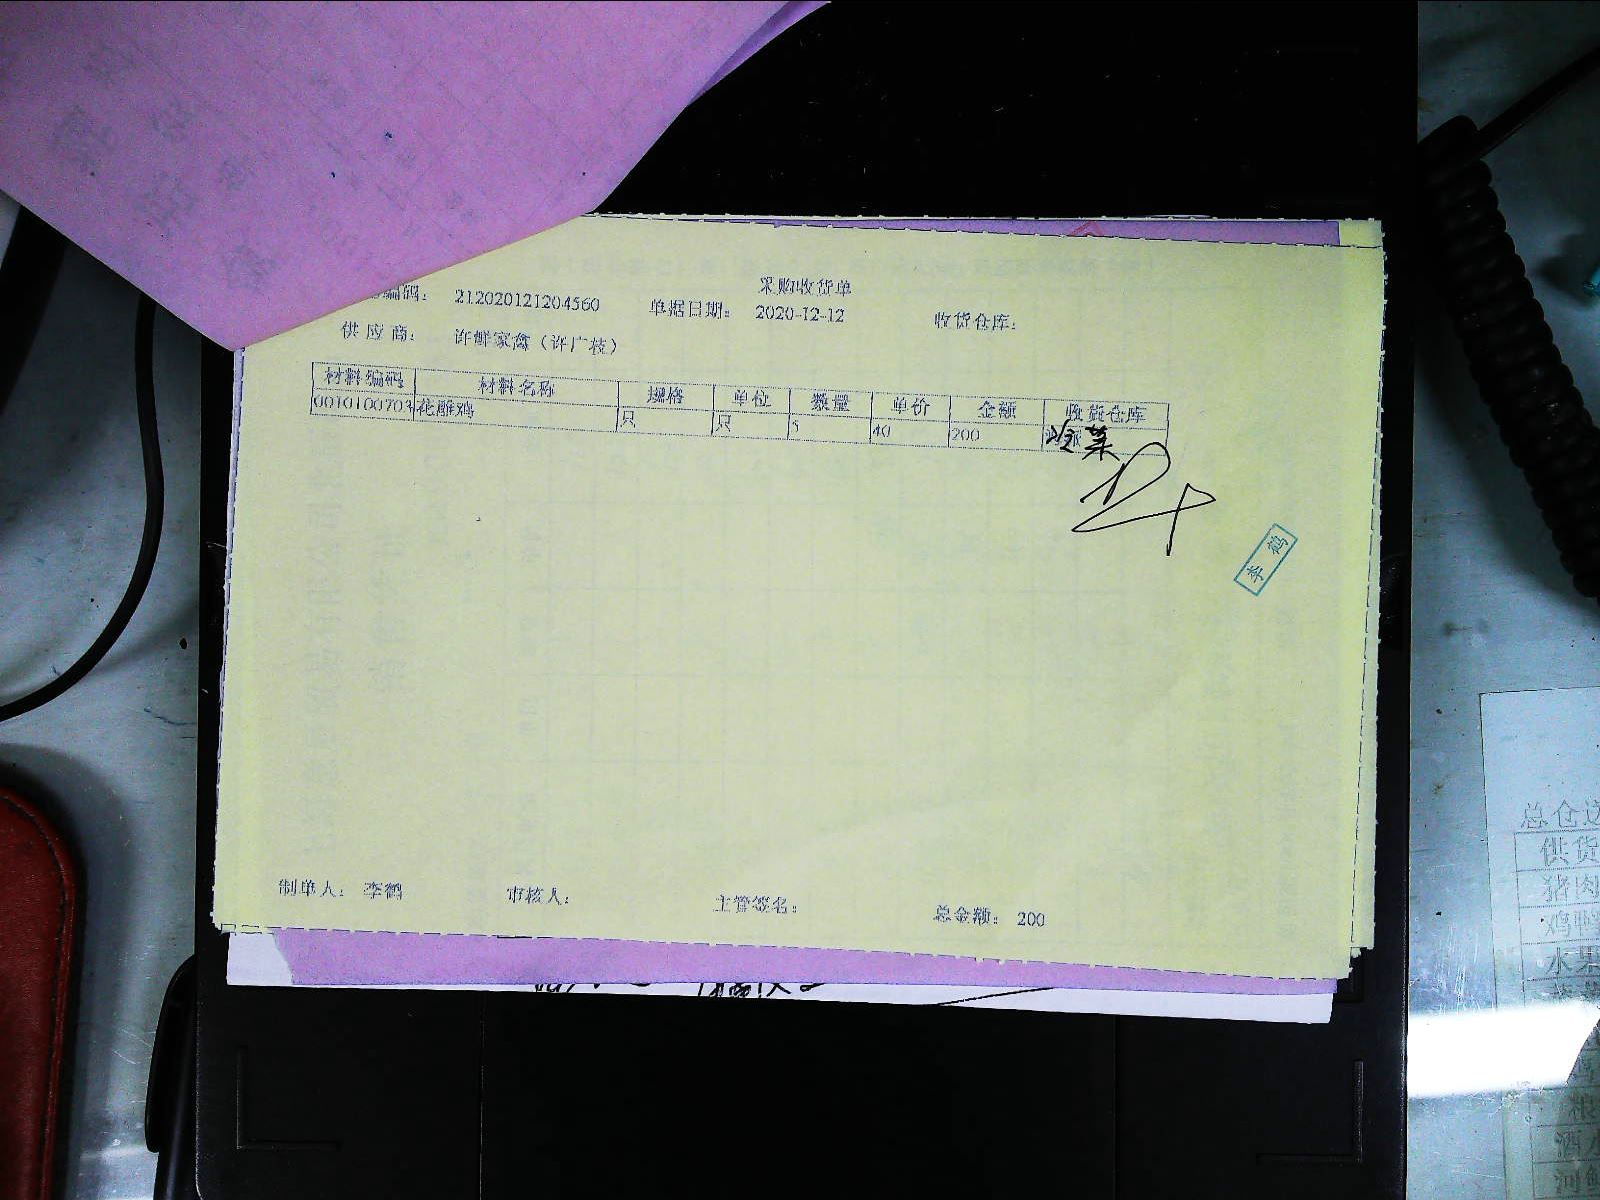 采购收货单
编码: 212020121204560 单据日期: 2020-12-12 收货仓库:
供应商: 许鲜家禽(许广枝)
材料编码 材料名称 规格 单位 数量 单价 金额 收货仓库
0010100703 花雕鸡 只 只 5 40 200
凉菜
李鹤
制单人: 李鹤 审核人: 主管签名: 总金额: 200
总仓
供货
猪肉
鸡鸭
水果